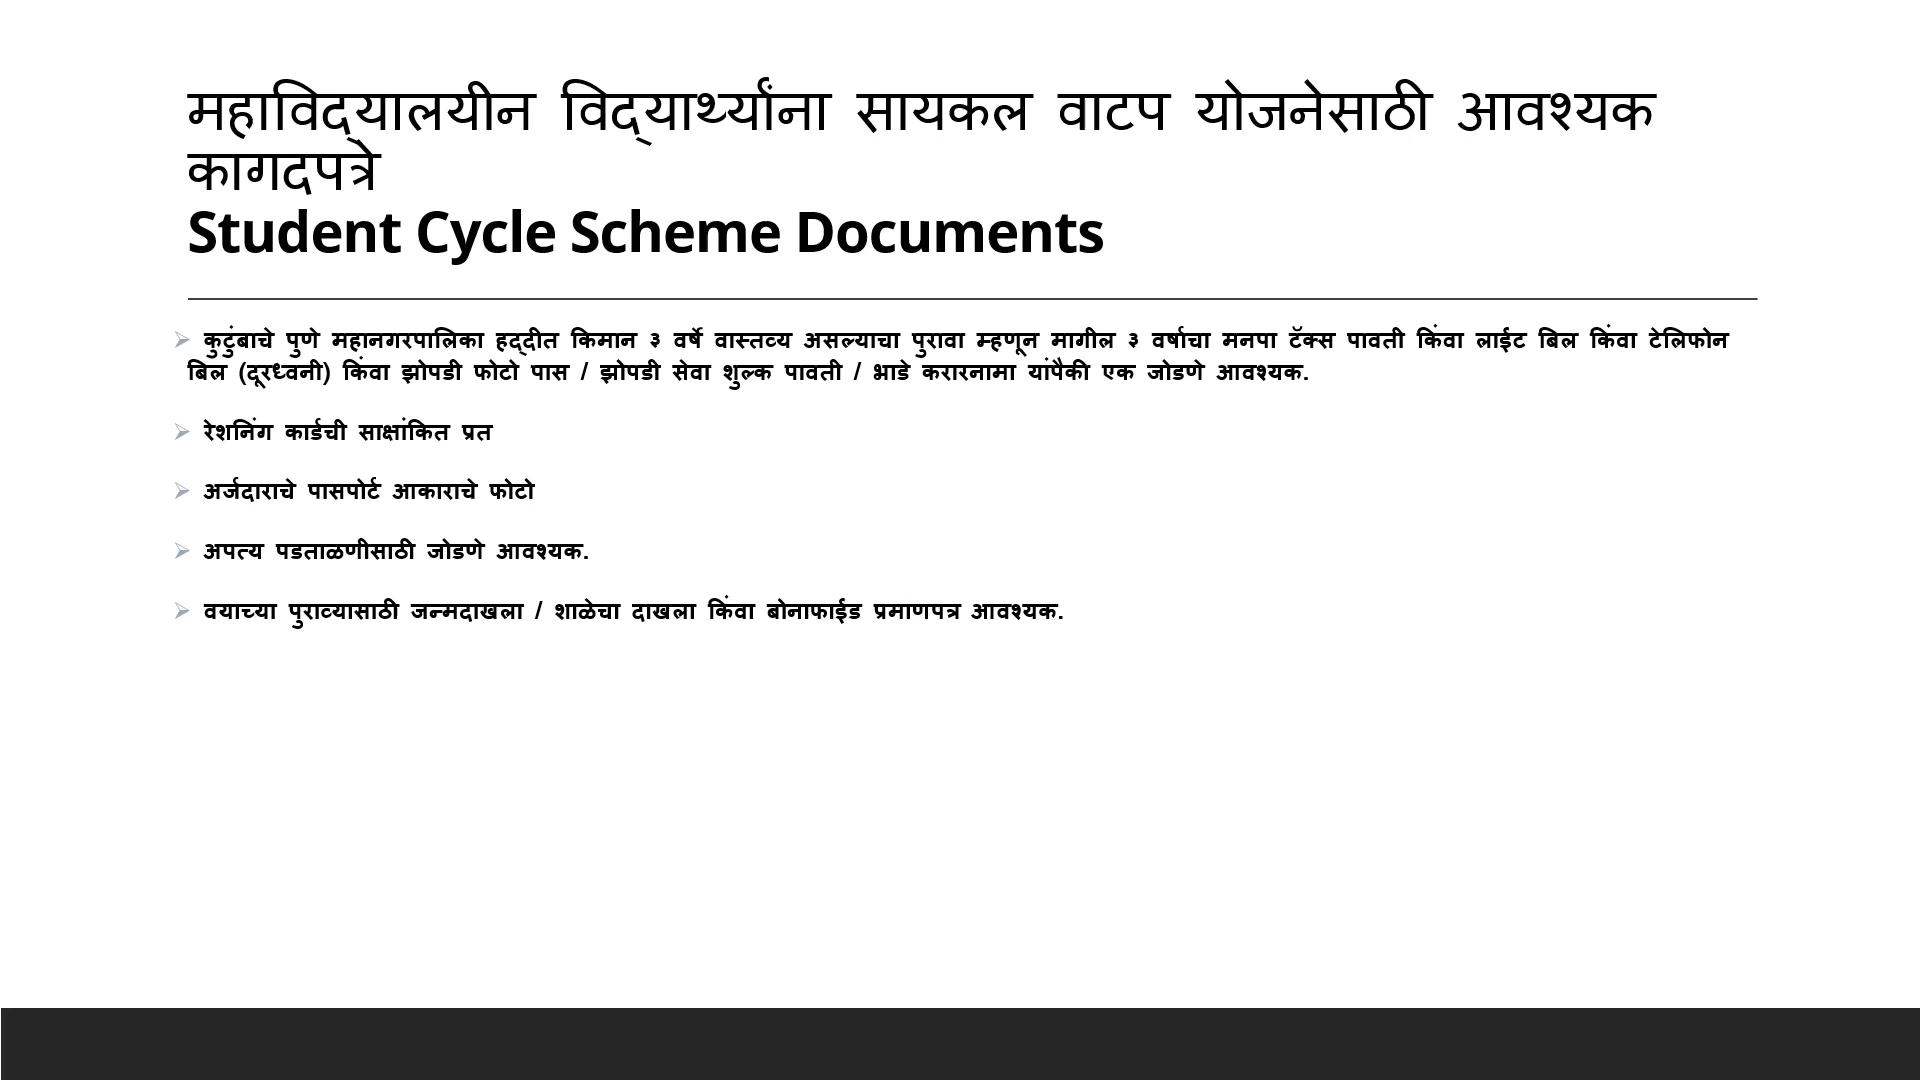 महाविद्यालयीन विद्यार्थ्यांना सायकल वाटप योजनेसाठी आवश्यक
कागदपत्रे
Student Cycle Scheme Documents
➢ कुटुंबाचे पुणे महानगरपालिका हद्दीत किमान ३ वर्षे वास्तव्य असल्याचा पुरावा म्हणून मागील ३ वर्षाचा मनपा टॅक्स पावती किंवा लाईट बिल किंवा टेलिफोन
बिल (दूरध्वनी) किंवा झोपडी फोटो पास / झोपडी सेवा शुल्क पावती / भाडे करारनामा यांपैकी एक जोडणे आवश्यक.
➢ रेशनिंग कार्डची साक्षांकित प्रत
➢ अर्जदाराचे पासपोर्ट आकाराचे फोटो
➢ अपत्य पडताळणीसाठी जोडणे आवश्यक.
➢ वयाच्या पुराव्यासाठी जन्मदाखला / शाळेचा दाखला किंवा बोनाफाईड प्रमाणपत्र आवश्यक.